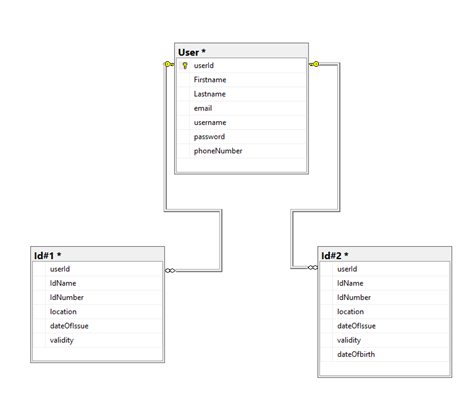 User *
userId
Firstname
Lastname
email
username
password
phoneNumber
Id#1 *
userId
IdName
IdNumber
location
dateOfIssue
validity
Id#2 *
userId
IdName
IdNumber
location
dateOfIssue
validity
dateOfbirth